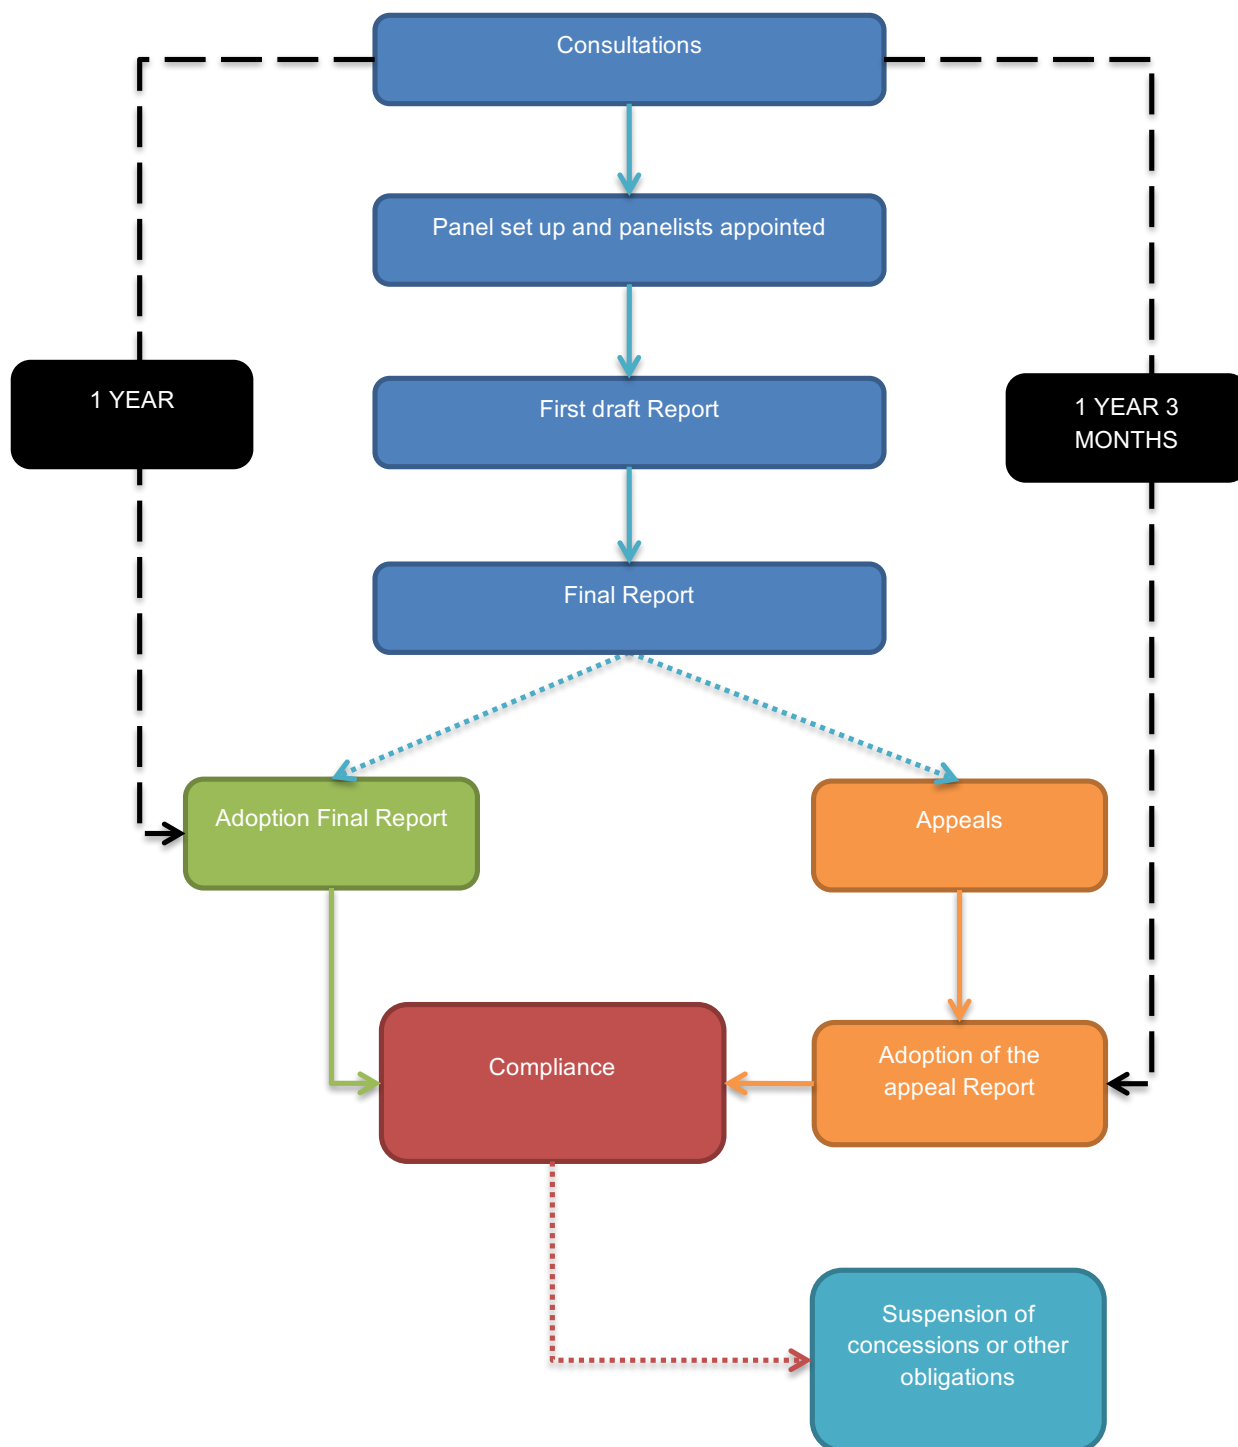 Consultations
Panel set up and panelists appointed
1 YEAR
First draft Report
1 YEAR 3
MONTHS
Final Report
Adoption Final Report
Appeals
Compliance
Adoption of the
appeal Report
Suspension of
concessions or other
obligations